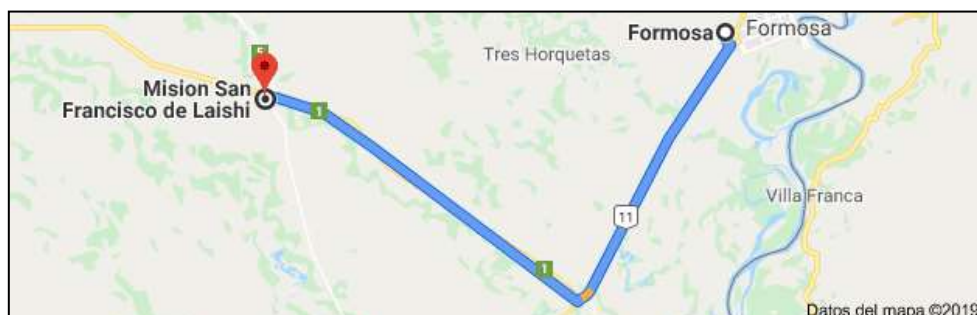 Formosa
Formosa
Tres Horquetas
5
Mision San
Francisco de Laishi
1
Villa Franca
11
1
Datos del mapa ©2019